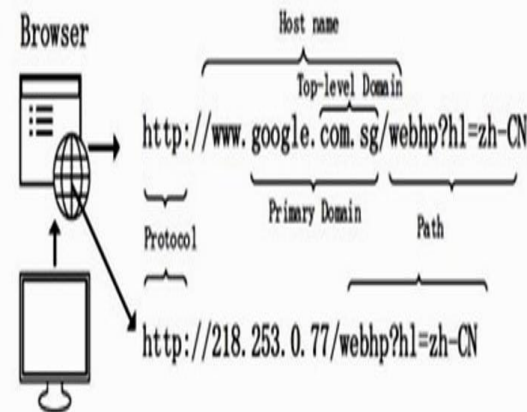 Browser
Host name
Top-level Domain
http://www.google.com.sg/webhp?hl=zh-CN
Primary Domain
Path
Protocol
http://218.253.0.77/webhp?hl=zh-CN